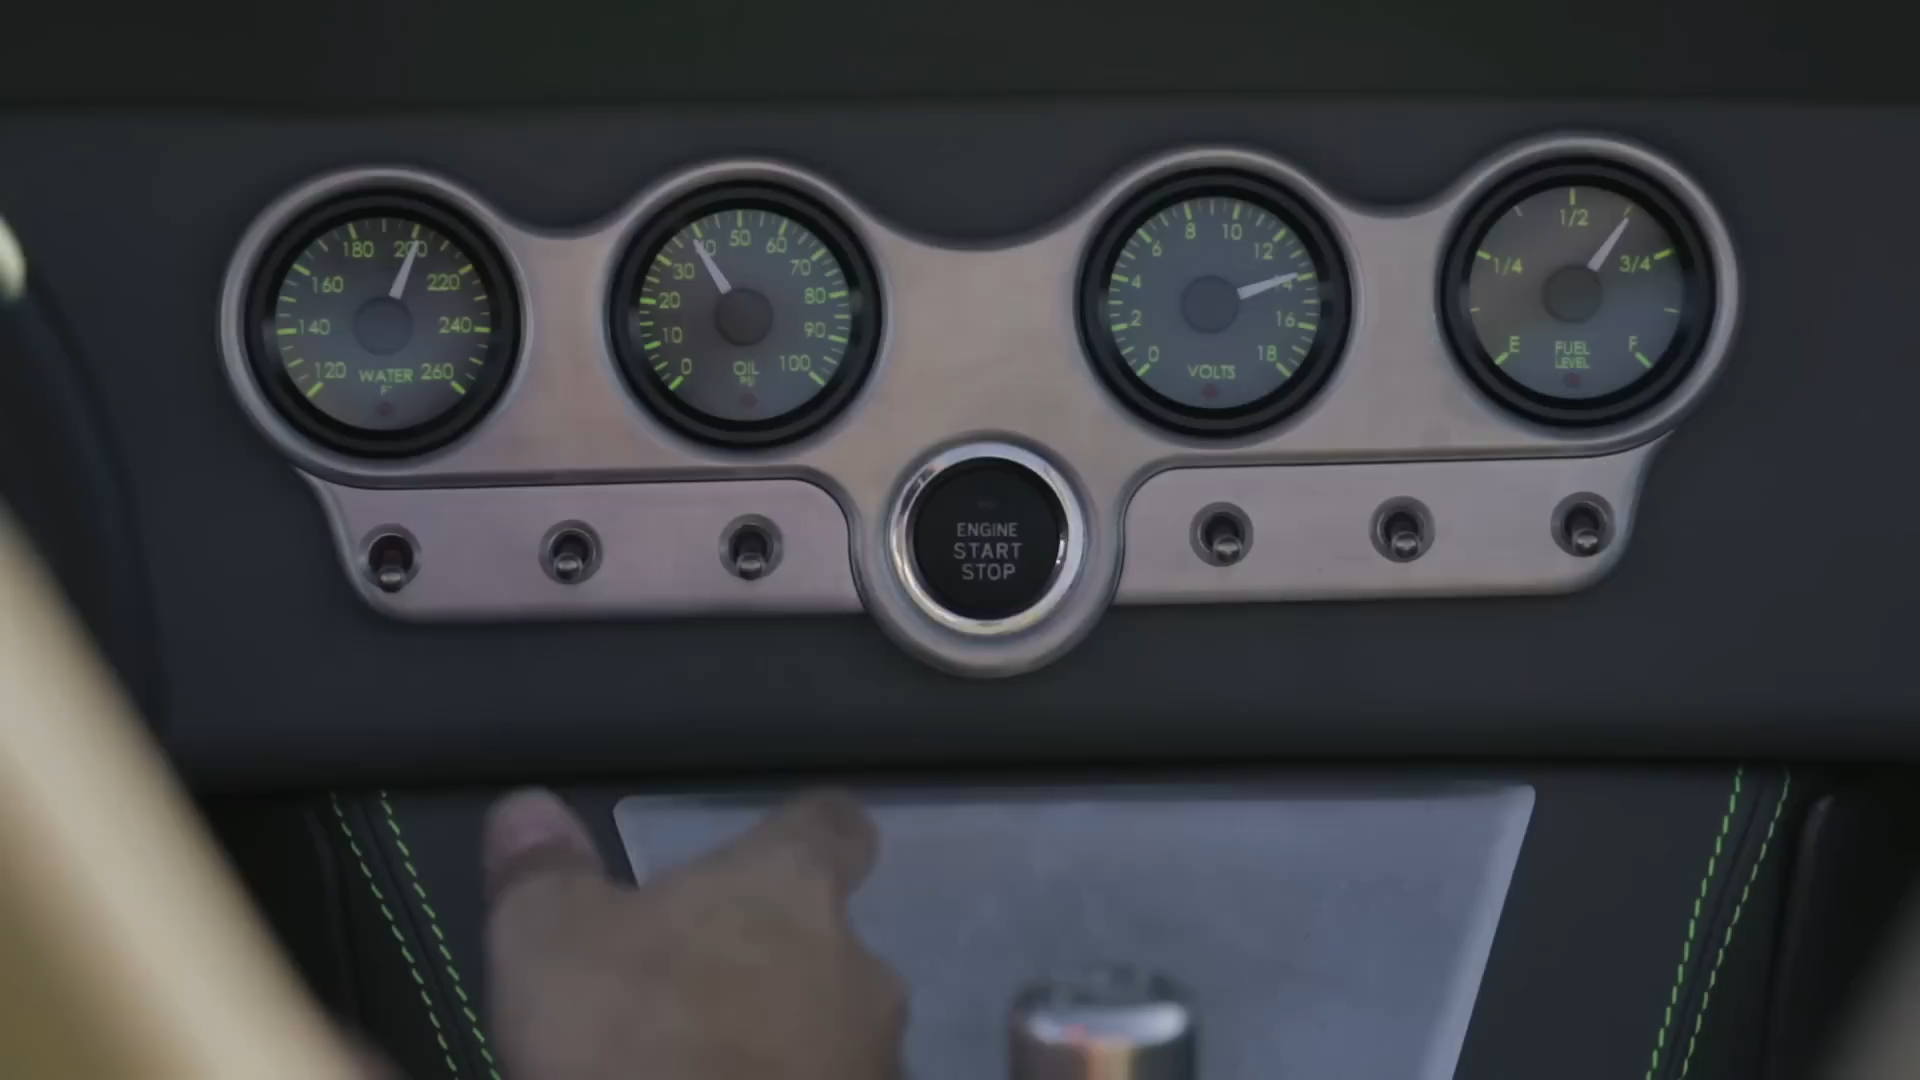 120 140 160 180 200 220 240 260
WATER
F°
0 10 20 30 40 50 60 70 80 90 100
OIL
PSI
0 2 4 6 8 10 12 14 16 18
VOLTS
E 1/4 1/2 3/4 F
FUEL
LEVEL
ENGINE
START
STOP